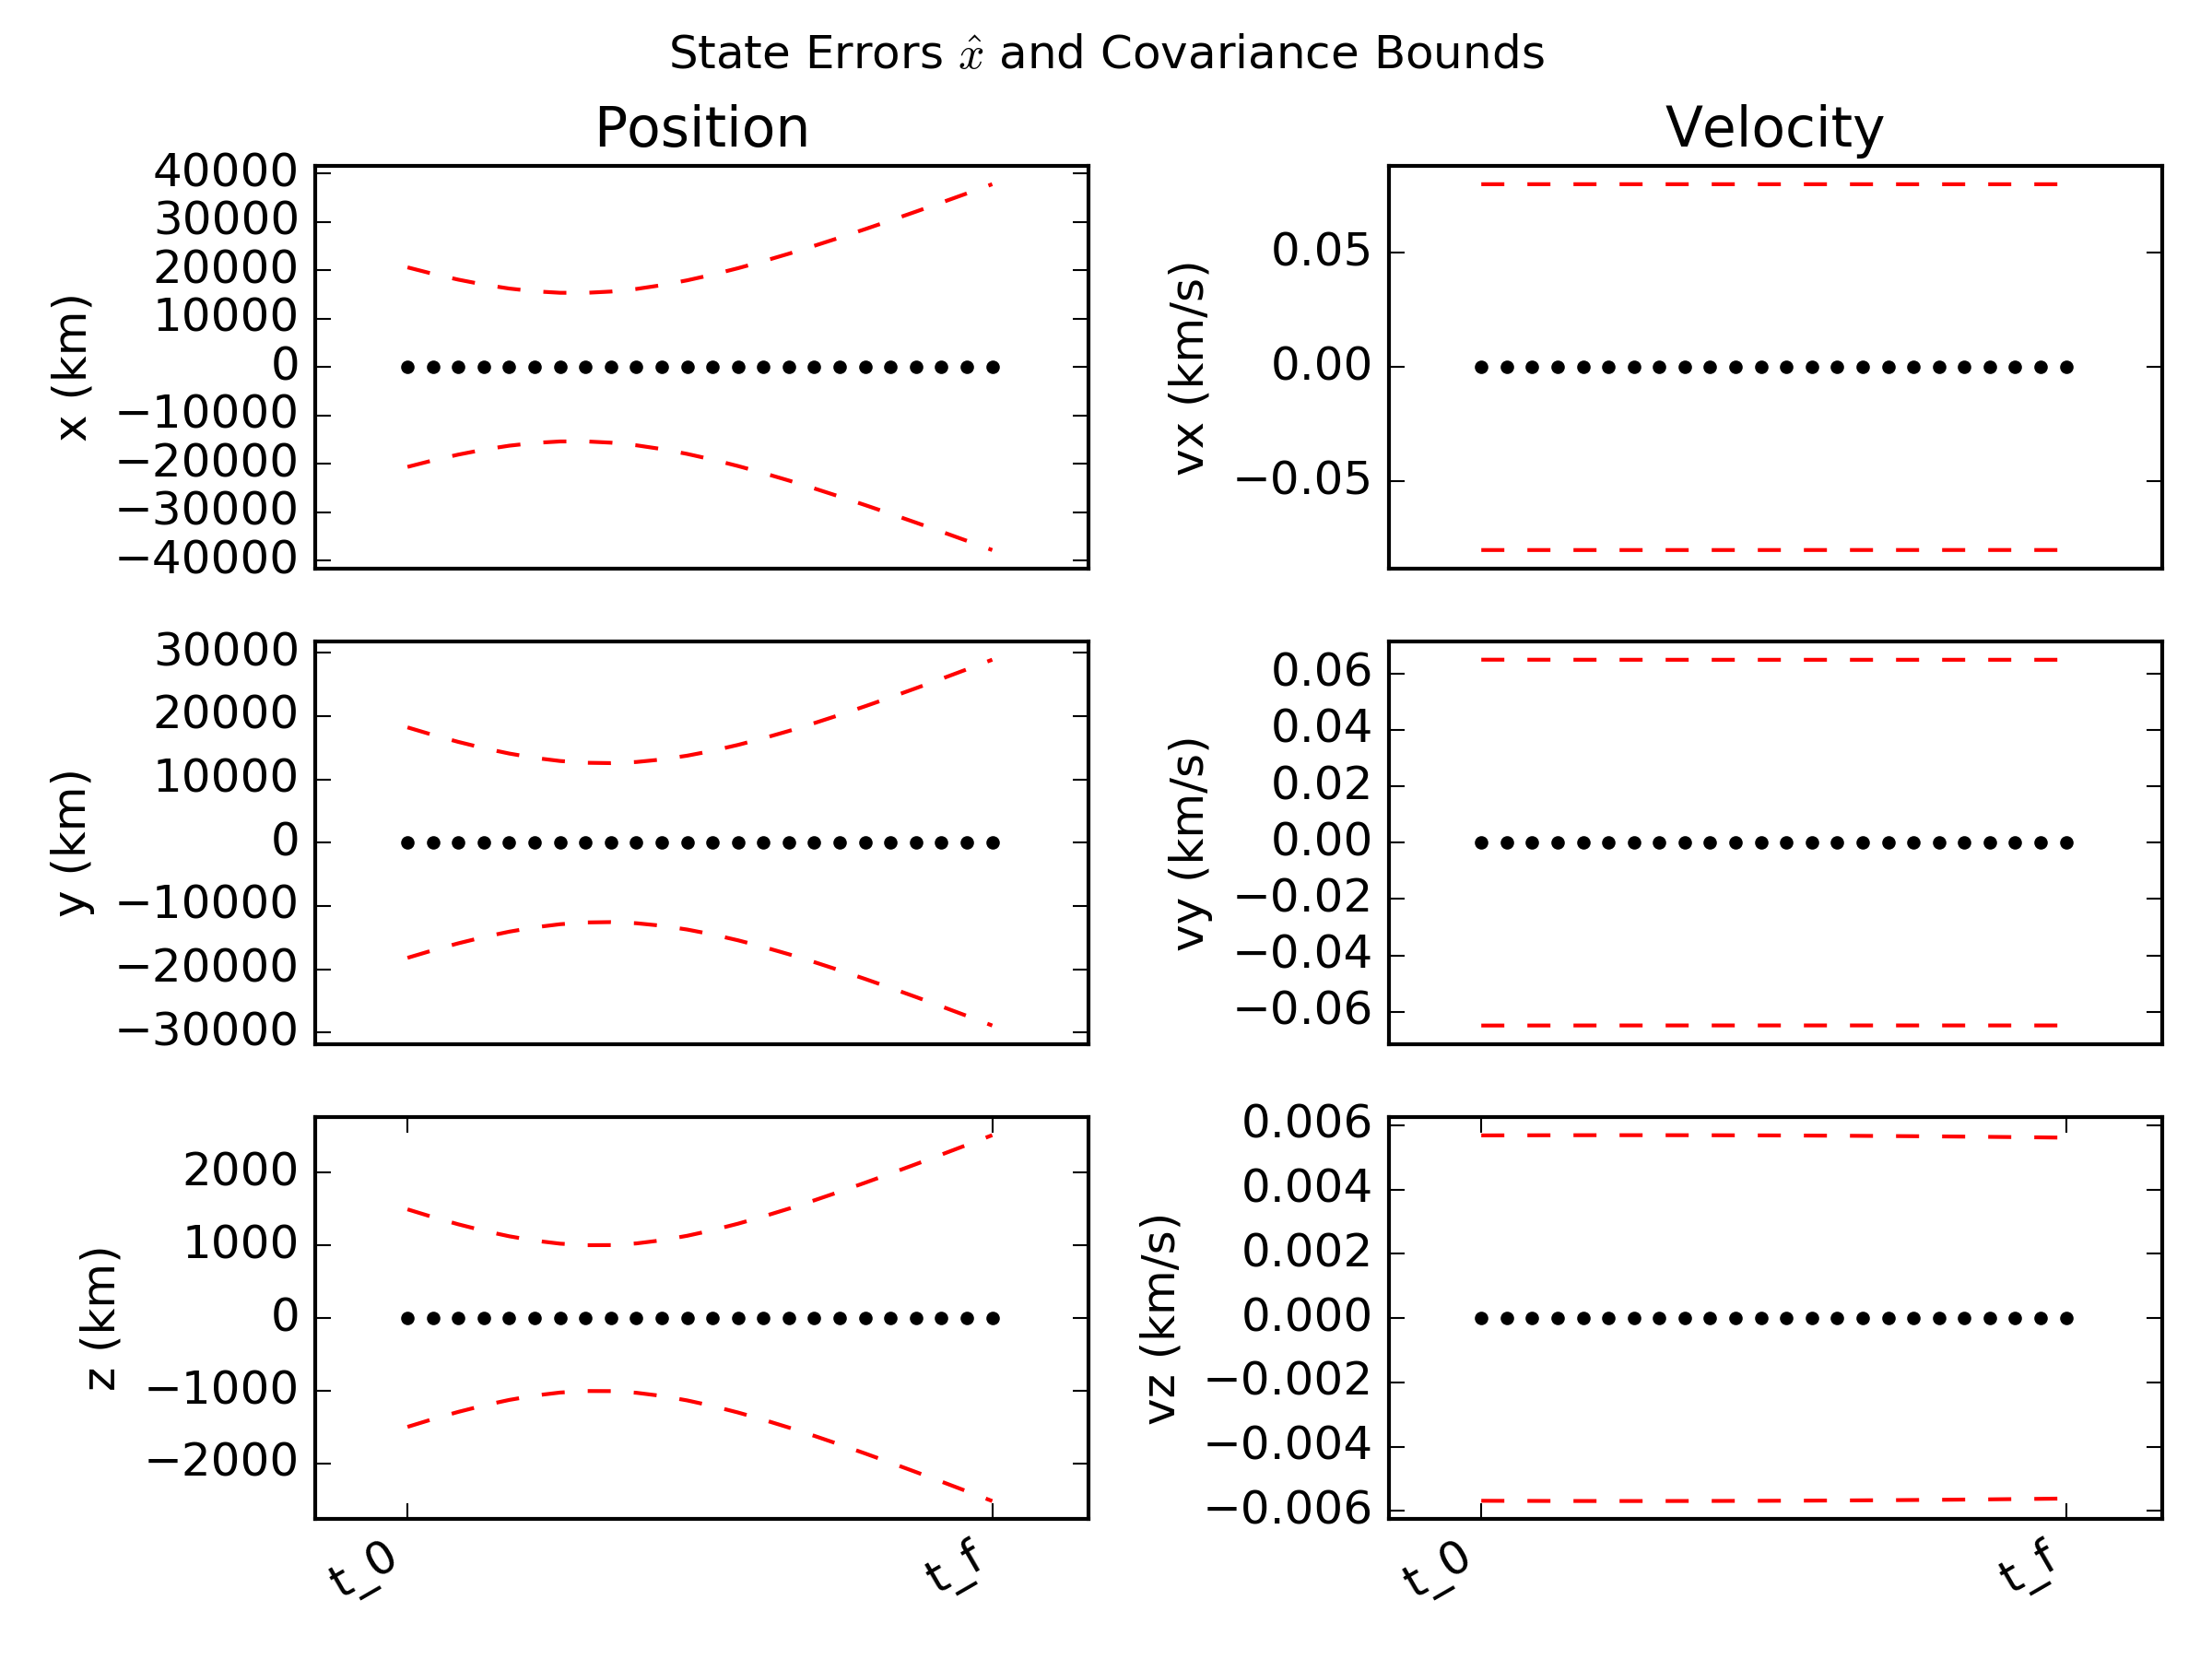 State Errors x̂ and Covariance Bounds
Position
Velocity
40000
30000
20000
10000
0
−10000
−20000
−30000
−40000
x (km)
0.05
0.00
−0.05
vx (km/s)
30000
20000
10000
0
−10000
−20000
−30000
y (km)
0.06
0.04
0.02
0.00
−0.02
−0.04
−0.06
vy (km/s)
2000
1000
0
−1000
−2000
z (km)
t_0
t_f
0.006
0.004
0.002
0.000
−0.002
−0.004
−0.006
vz (km/s)
t_0
t_f